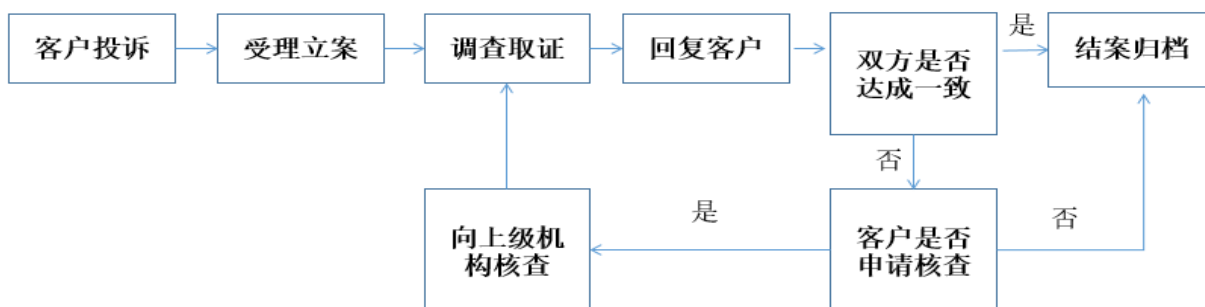 客户投诉
受理立案
调查取证
回复客户
双方是否
达成一致
是
结案归档
否
向上级机
构核查
是
客户是否
申请核查
否